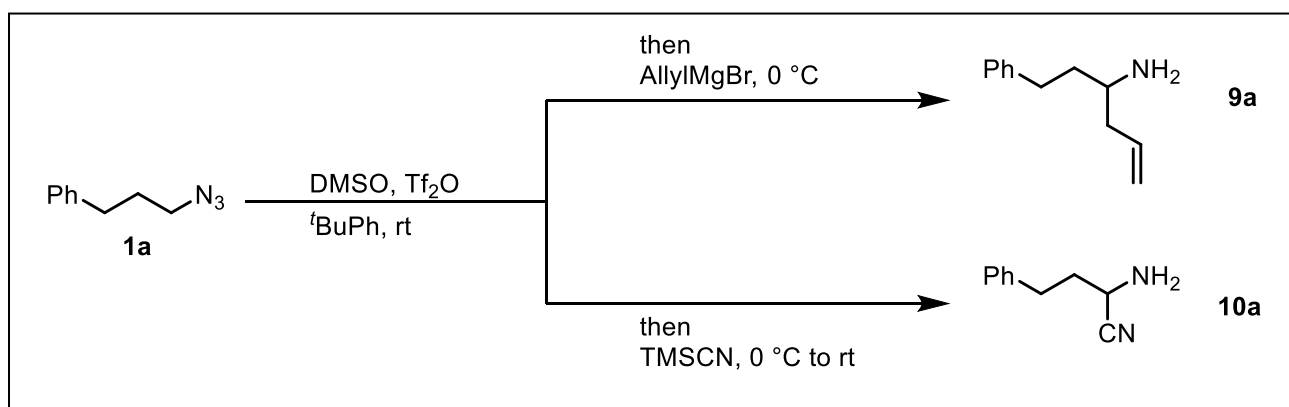 then
AllylMgBr, 0 °C
Ph
NH2
9a
Ph
N3
1a
DMSO, Tf2O
tBuPh, rt
Ph
NH2
CN
10a
then
TMSCN, 0 °C to rt